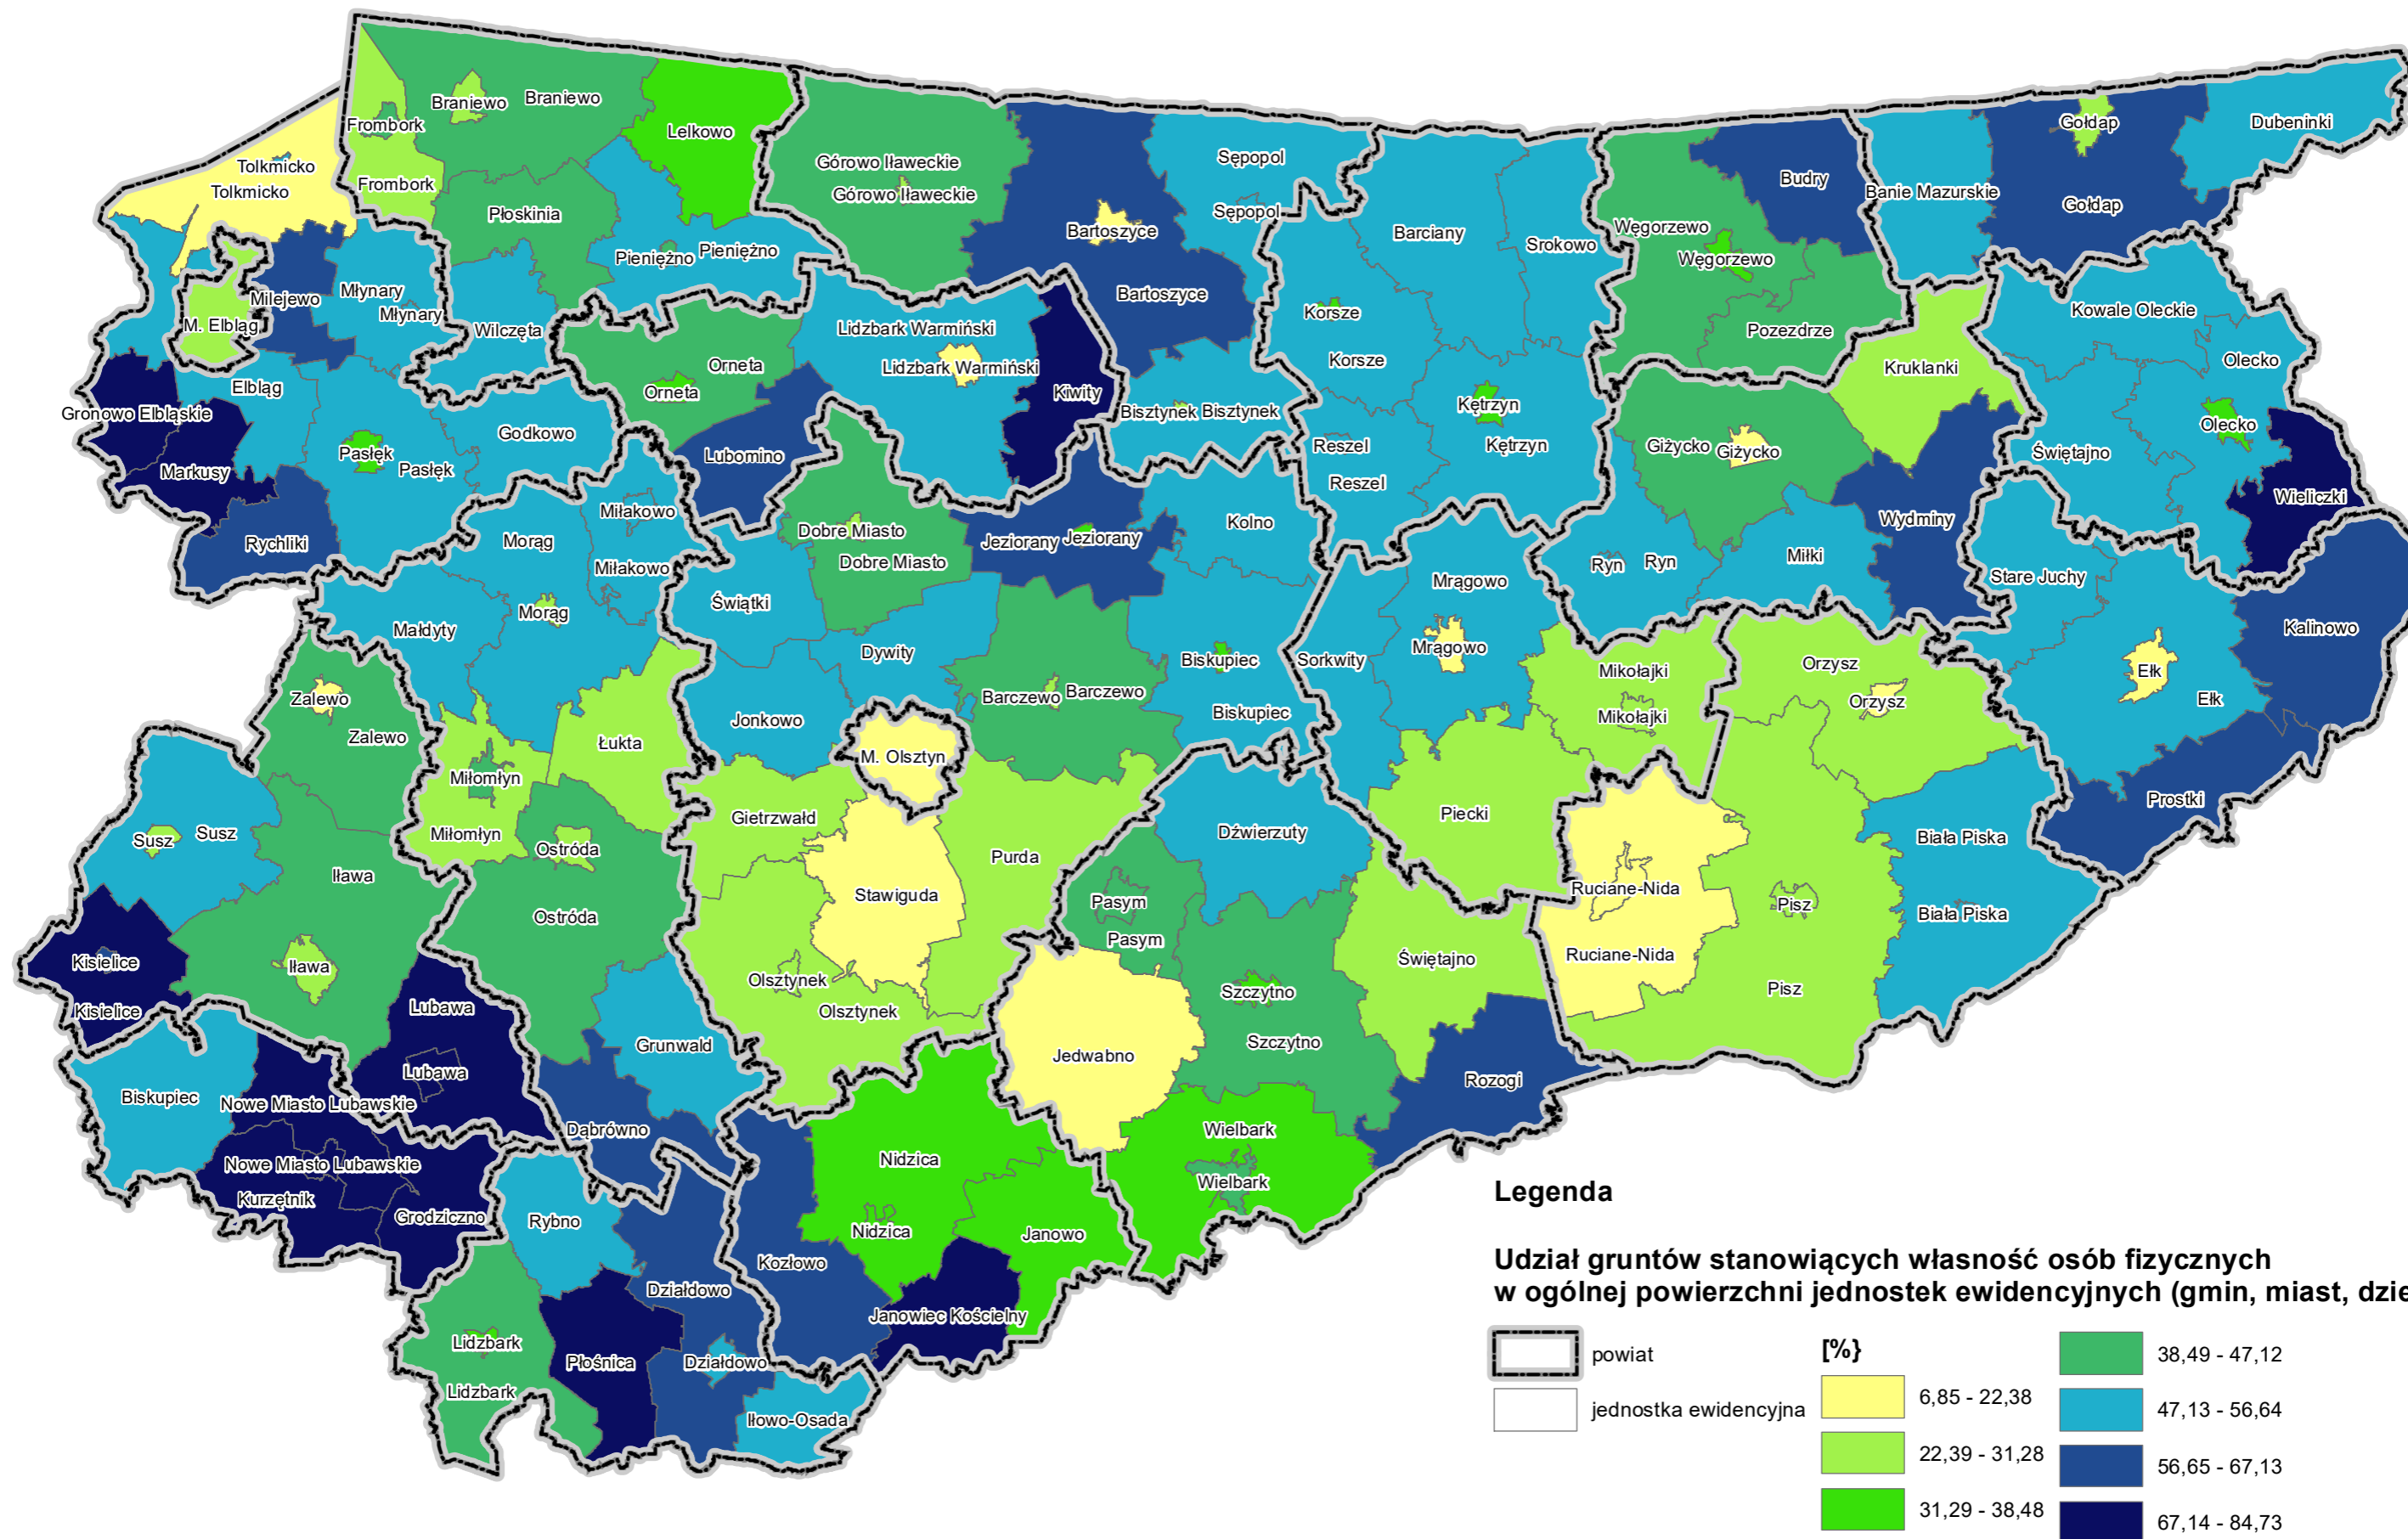 Braniewo
Braniewo
Frombork
Lelkowo
Tolkmicko
Tolkmicko
Frombork
Płoskinia
Górowo Iławeckie
Górowo Iławeckie
Sępopol
Sępopol
Bartoszyce
Bartoszyce
Barciany
Srokowo
Węgorzewo
Węgorzewo
Budry
Banie Mazurskie
Gołdap
Gołdap
Dubeninki
Pieniężno
Pieniężno
Milejewo
Młynary
Młynary
M. Elbląg
Wilczęta
Lidzbark Warmiński
Lidzbark Warmiński
Orneta
Orneta
Kiwity
Korsze
Korsze
Pozezdrze
Kruklanki
Kowale Oleckie
Olecko
Olecko
Elbląg
Gronowo Elbląskie
Markusy
Pasłęk
Pasłęk
Godkowo
Lubomino
Bisztynek
Bisztynek
Kętrzyn
Kętrzyn
Reszel
Reszel
Giżycko
Giżycko
Świętajno
Wieliczki
Rychliki
Morąg
Miłakowo
Miłakowo
Dobre Miasto
Dobre Miasto
Jeziorany
Jeziorany
Kolno
Mrągowo
Mrągowo
Ryn
Ryn
Miłki
Wydminy
Stare Juchy
Kalinowo
Małdyty
Morąg
Świątki
Dywity
Biskupiec
Biskupiec
Sorkwity
Mikołajki
Mikołajki
Orzysz
Orzysz
Ełk
Ełk
Zalewo
Zalewo
Łukta
Jonkowo
Barczewo
Barczewo
M. Olsztyn
Miłomłyn
Miłomłyn
Susz
Susz
Ostróda
Ostróda
Gietrzwałd
Stawiguda
Purda
Dźwierzuty
Piecki
Prostki
Biała Piska
Biała Piska
Iława
Iława
Pasym
Pasym
Ruciane-Nida
Ruciane-Nida
Pisz
Pisz
Kisielice
Kisielice
Lubawa
Lubawa
Olsztynek
Olsztynek
Szczytno
Szczytno
Świętajno
Grunwald
Jedwabno
Rozogi
Biskupiec
Nowe Miasto Lubawskie
Nowe Miasto Lubawskie
Kurzętnik
Grodziczno
Dąbrówno
Nidzica
Nidzica
Wielbark
Wielbark
Rybno
Janowo
Kozłowo
Działdowo
Działdowo
Janowiec Kościelny
Lidzbark
Lidzbark
Płośnica
Iłowo-Osada
Legenda
Udział gruntów stanowiących własność osób fizycznych
w ogólnej powierzchni jednostek ewidencyjnych (gmin, miast, dzie
powiat
jednostka ewidencyjna
[%}
6,85 - 22,38
22,39 - 31,28
31,29 - 38,48
38,49 - 47,12
47,13 - 56,64
56,65 - 67,13
67,14 - 84,73